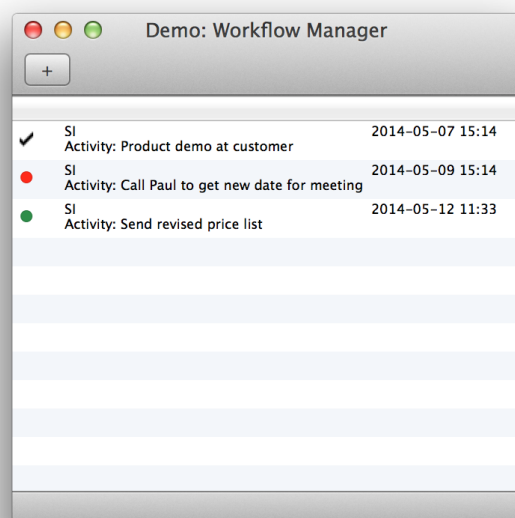 Demo: Workflow Manager
+
SI 2014-05-07 15:14
Activity: Product demo at customer
SI 2014-05-09 15:14
Activity: Call Paul to get new date for meeting
SI 2014-05-12 11:33
Activity: Send revised price list